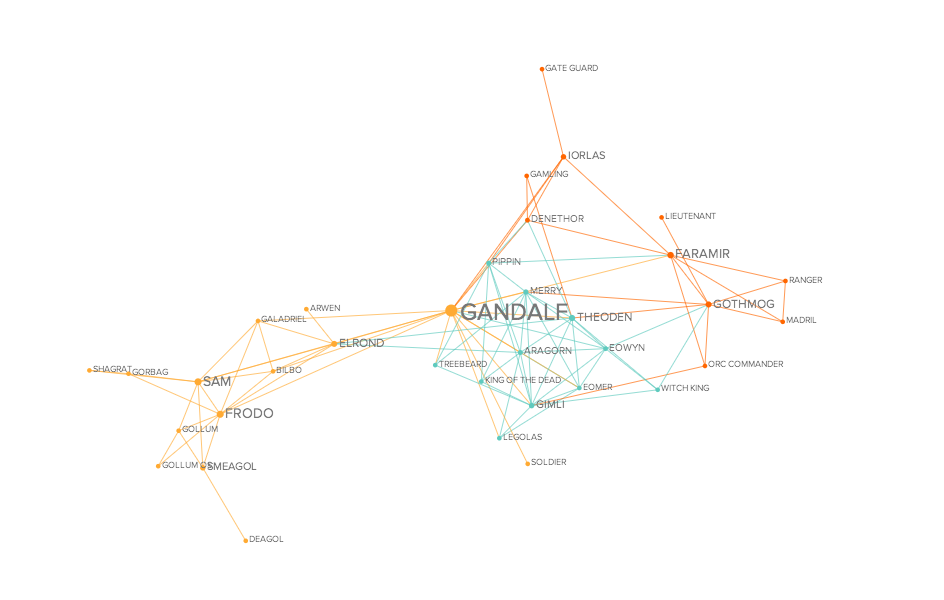 GATE GUARD
IORLAS
GAMLING
LIEUTENANT
DENETHOR
FARAMIR
PIPPIN
RANGER
MERRY
GOTHMOG
ARWEN
GANDALF
THEODEN
GALADRIEL
MADRIL
ELROND
EOWYN
ARAGORN
TREEBEARD
ORC COMMANDER
SHAGRAT
GORBAG
BILBO
SAM
KING OF THE DEAD
EOMER
WITCH KING
GIMLI
FRODO
GOLLUM
LEGOLAS
SOLDIER
GOLLUM
SMEAGOL
DEAGOL